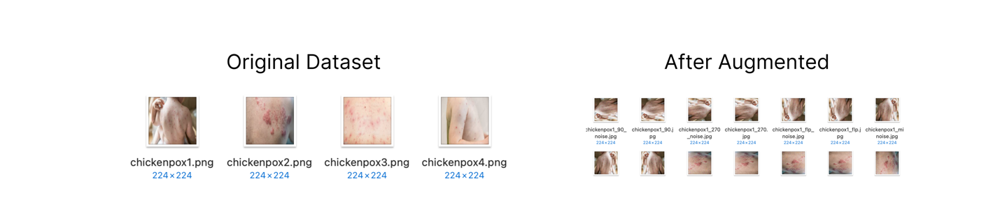 Original Dataset
After Augmented
chickenpox1.png
224×224
chickenpox2.png
224×224
chickenpox3.png
224×224
chickenpox4.png
224×224
chickenpox1_90_
noise.jpg
224×224
chickenpox1_90.j
pg
224×224
chickenpox1_270
_noise.jpg
224×224
chickenpox1_270.
jpg
224×224
chickenpox1_flp_
noise.jpg
224×224
chickenpox1_flp.j
pg
224×224
chickenpox1_mi
noise.jpg
224×224